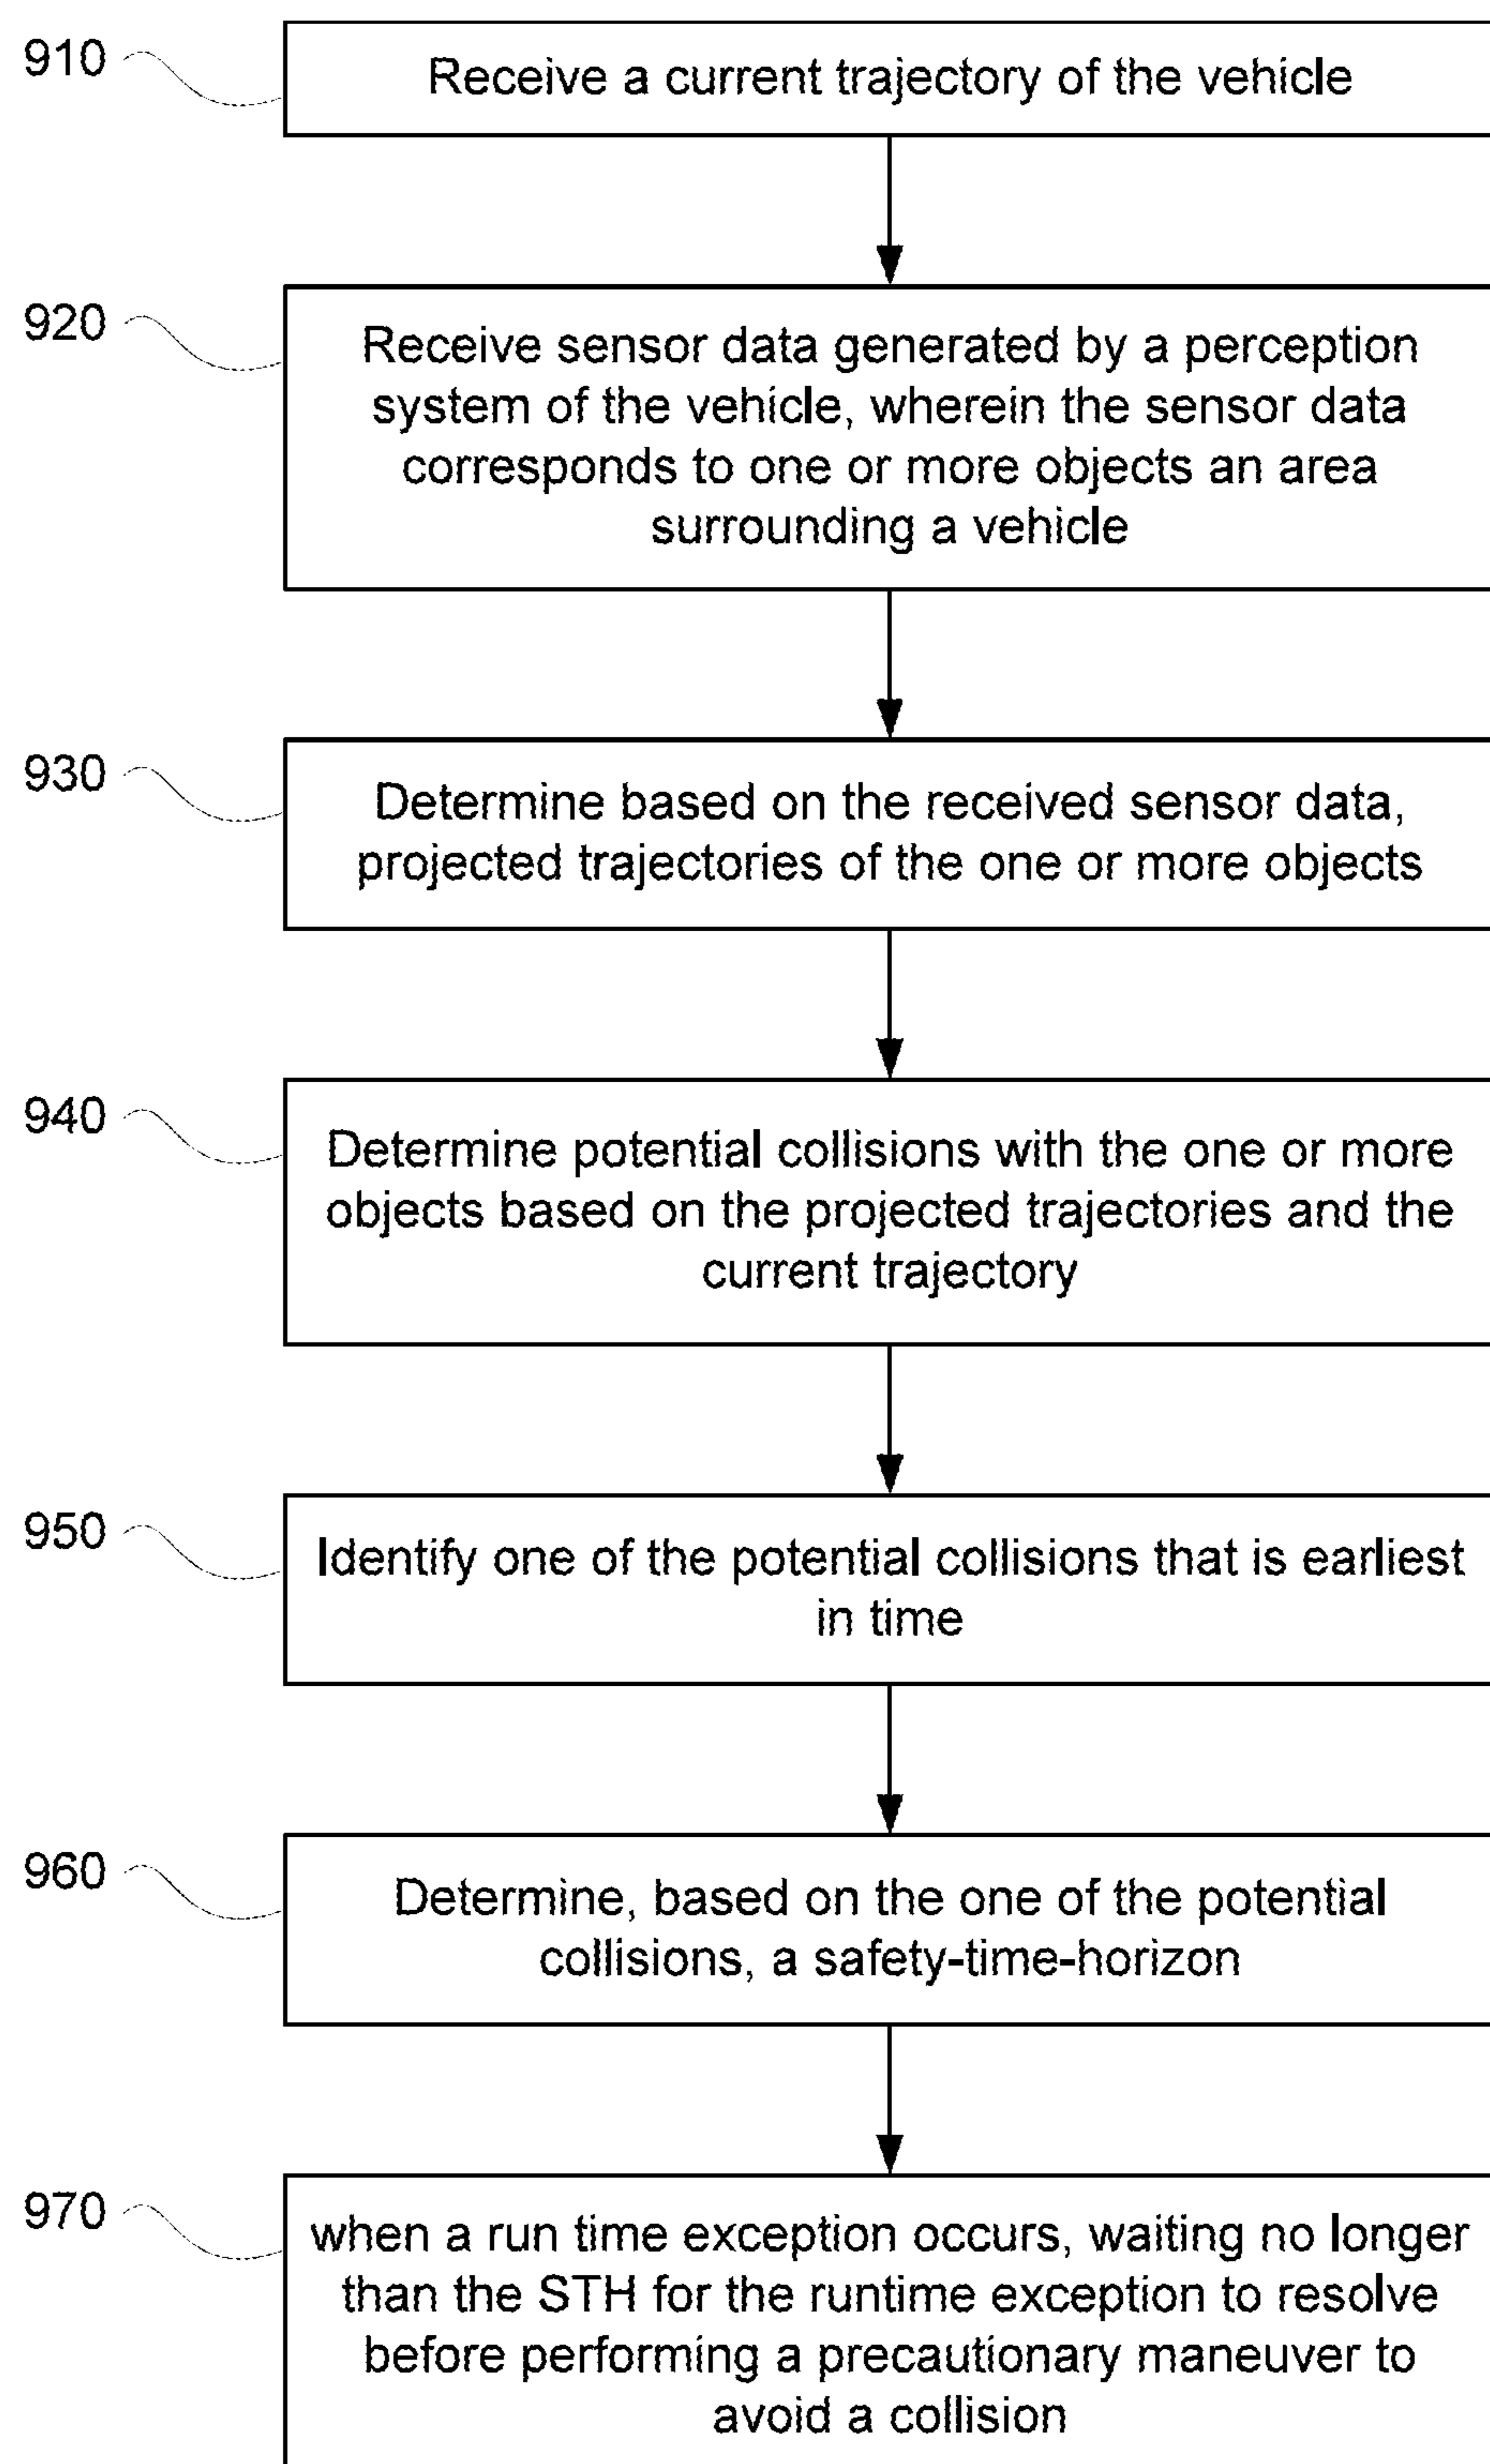 910
Receive a current trajectory of the vehicle
920
Receive sensor data generated by a perception
system of the vehicle, wherein the sensor data
corresponds to one or more objects an area
surrounding a vehicle
930
Determine based on the received sensor data,
projected trajectories of the one or more objects
940
Determine potential collisions with the one or more
objects based on the projected trajectories and the
current trajectory
950
Identify one of the potential collisions that is earliest
in time
960
Determine, based on the one of the potential
collisions, a safety-time-horizon
970
when a run time exception occurs, waiting no longer
than the STH for the runtime exception to resolve
before performing a precautionary maneuver to
avoid a collision